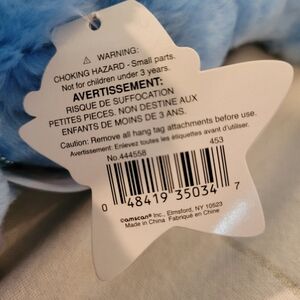 ⚠ WARNING:
CHOKING HAZARD - Small parts.
Not for children under 3 years.
AVERTISSEMENT:
RISQUE DE SUFFOCATION
PETITES PIECES. NON DESTINE AUX
ENFANTS DE MOINS DE 3 ANS.
Caution: Remove all hang tag attachments before use.
Avertissement: Enlevez toutes les étiquettes avant d'utiliser.
No.444558 453
0 48419 35034 7
©amscan® Inc., Elmsford, NY 10523
Made in China Fabriqué en Chine